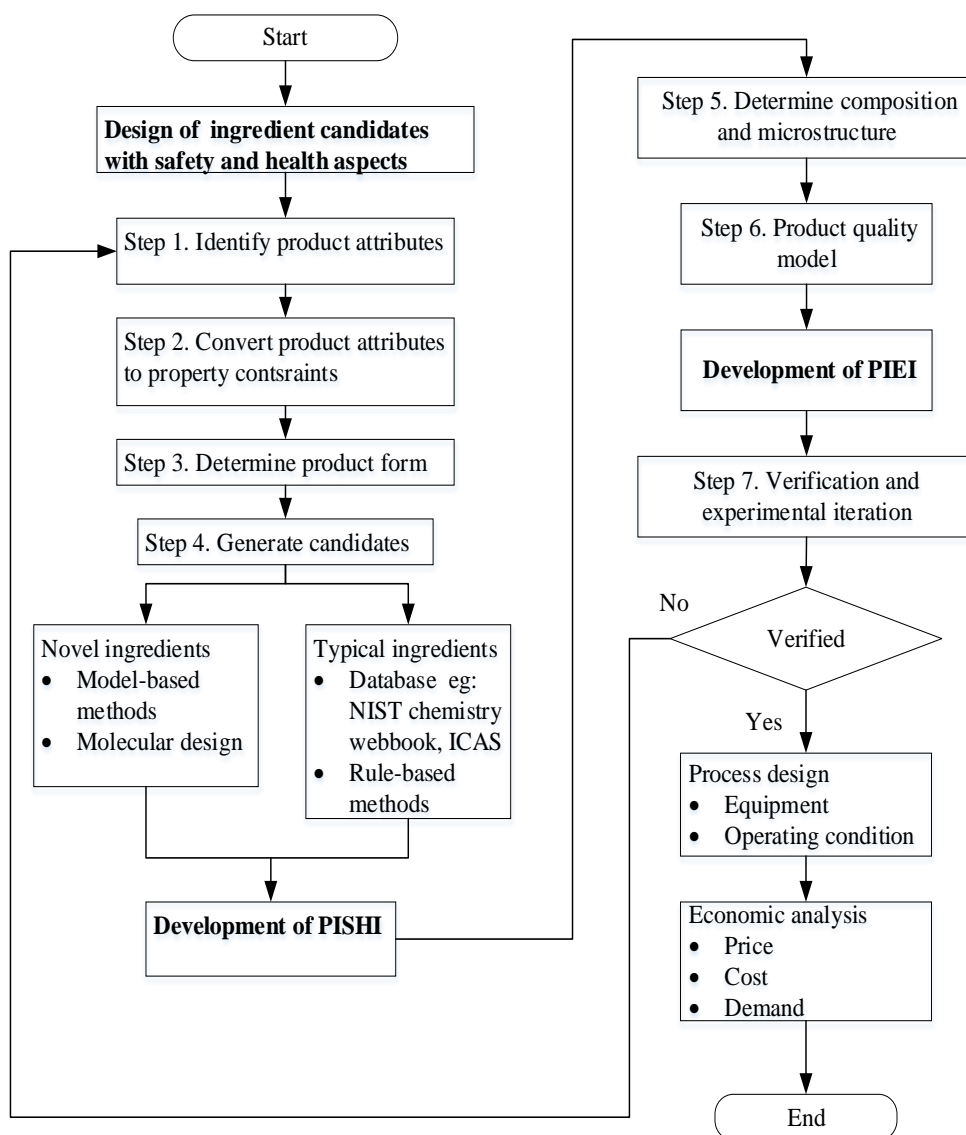 Start
Design of ingredient candidates
with safety and health aspects
Step 1. Identify product attributes
Step 2. Convert product attributes
to property contsraints
Step 3. Determine product form
Step 4. Generate candidates
Novel ingredients
• Model-based
methods
• Molecular design
Typical ingredients
• Database eg:
NIST chemistry
webbook, ICAS
• Rule-based
methods
Development of PISHI
Step 5. Determine composition
and microstructure
Step 6. Product quality
model
Development of PIEI
Step 7. Verification and
experimental iteration
No
Verified
Yes
Process design
• Equipment
• Operating condition
Economic analysis
• Price
• Cost
• Demand
End